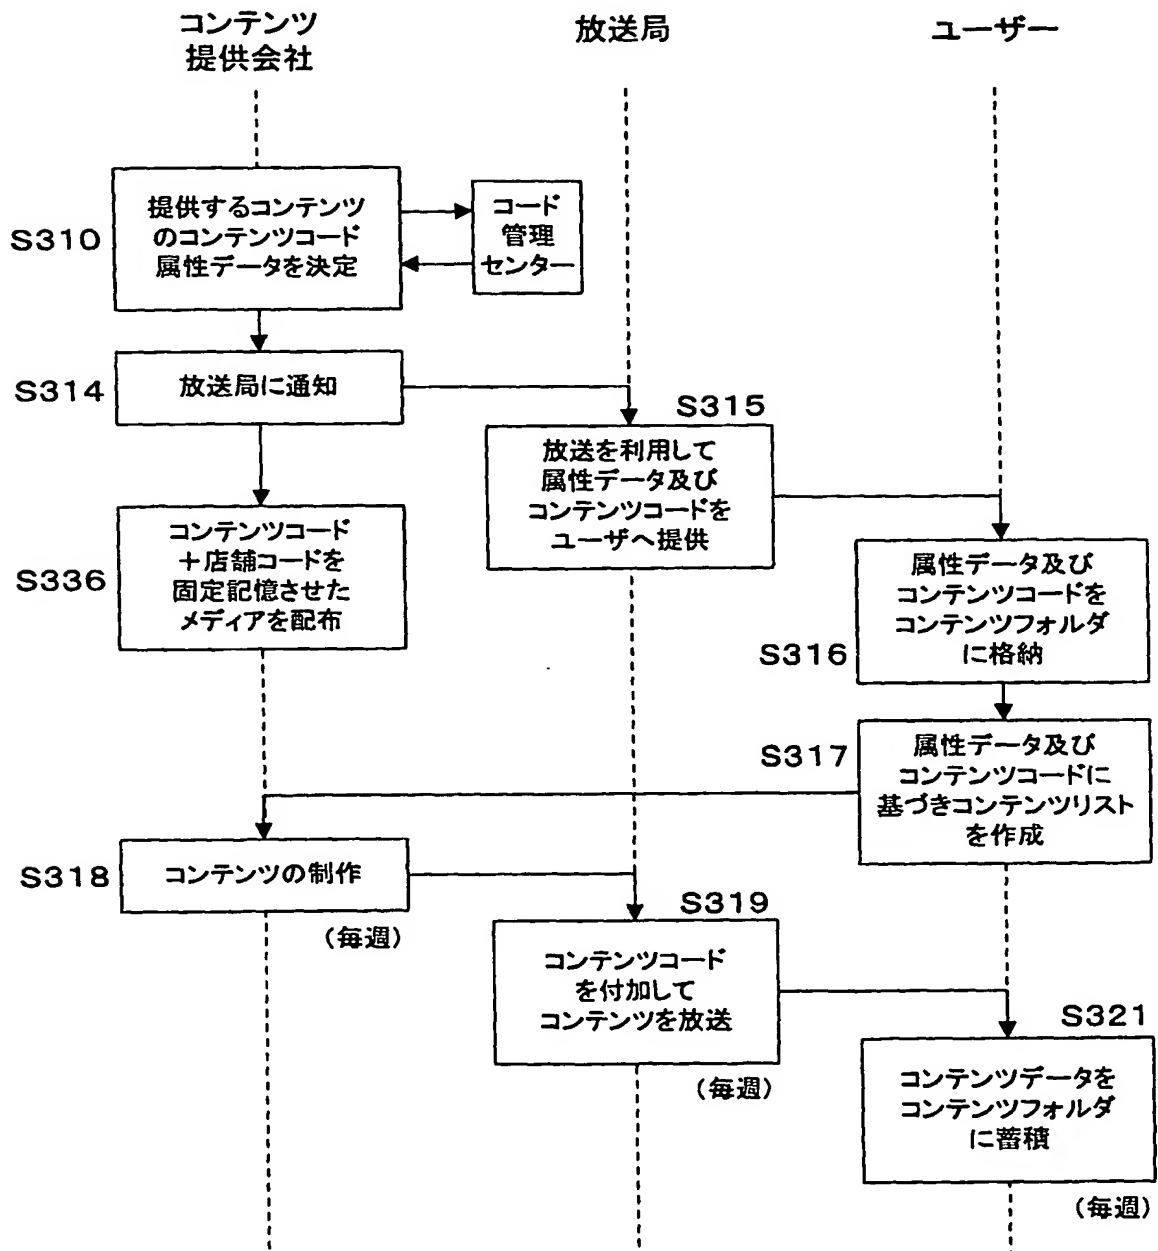 コンテンツ
提供会社
放送局
ユーザー
S310
提供するコンテンツ
のコンテンツコード
属性データを決定
コード
管理
センター
S314
放送局に通知
S315
放送を利用して
属性データ及び
コンテンツコードを
ユーザへ提供
S336
コンテンツコード
+店舗コードを
固定記憶させた
メディアを配布
S316
属性データ及び
コンテンツコードを
コンテンツフォルダ
に格納
S317
属性データ及び
コンテンツコードに
基づきコンテンツリスト
を作成
S318
コンテンツの制作
(毎週)
S319
コンテンツコード
を付加して
コンテンツを放送
(毎週)
S321
コンテンツデータを
コンテンツフォルダ
に蓄積
(毎週)